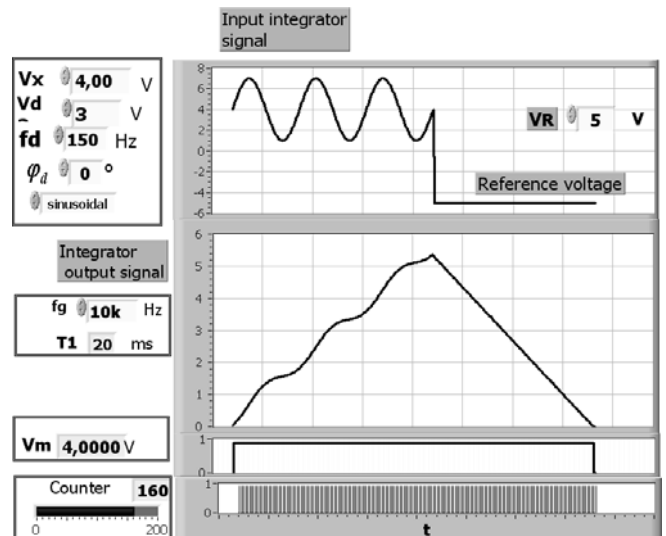 Input integrator
signal
Vx 4,00 V
Vd 3 V
fd 150 Hz
φd 0 °
sinusoidal
8
6
4
2
0
-2
-4
-6
VR 5 V
Reference voltage
Integrator
output signal
fg 10k Hz
T1 20 ms
6
5
4
3
2
1
0
Vm 4,0000 V
1
0
Counter 160
0 200
1
0
t